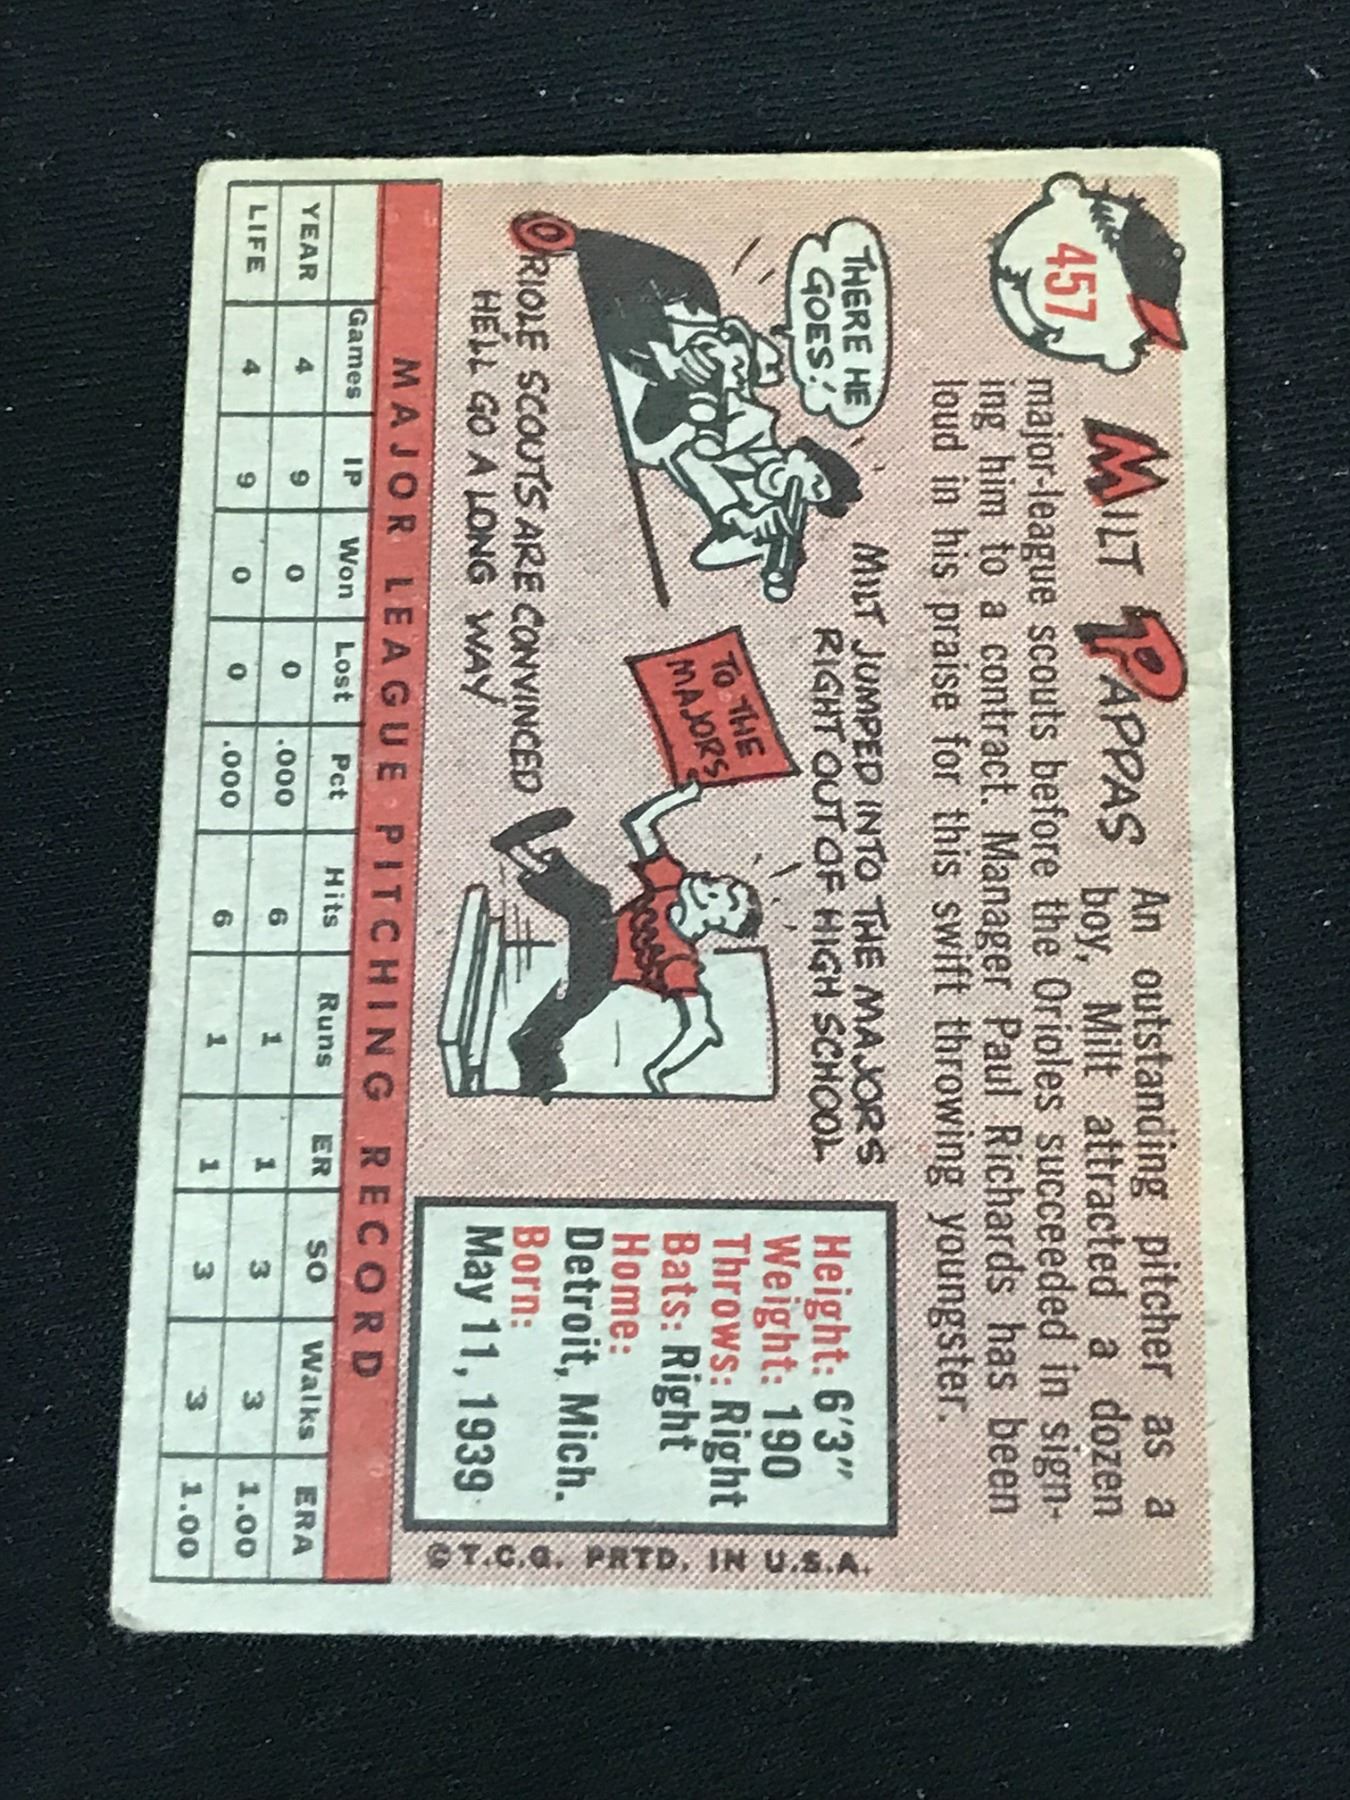 457
MILT PAPPAS
An outstanding pitcher as a
boy, Milt attracted a dozen
major-league scouts before the Orioles succeeded in sign-
ing him to a contract. Manager Paul Richards has been
loud in his praise for this swift throwing youngster.
THERE HE
GOES!
MILT JUMPED INTO THE MAJORS
RIGHT OUT OF HIGH SCHOOL
TO THE
MAJORS
ORIOLE SCOUTS ARE CONVINCED
HE'LL GO A LONG WAY
Height: 6'3"
Weight: 190
Throws: Right
Bats: Right
Home:
Detroit, Mich.
Born:
May 11, 1939
©T.C.G. PRTD. IN U.S.A.
MAJOR LEAGUE PITCHING RECORD
Games IP Won Lost Pct Hits Runs ER SO Walks ERA
YEAR 4 9 0 0 .000 6 1 1 3 3 1.00
LIFE 4 9 0 0 .000 6 1 1 3 3 1.00